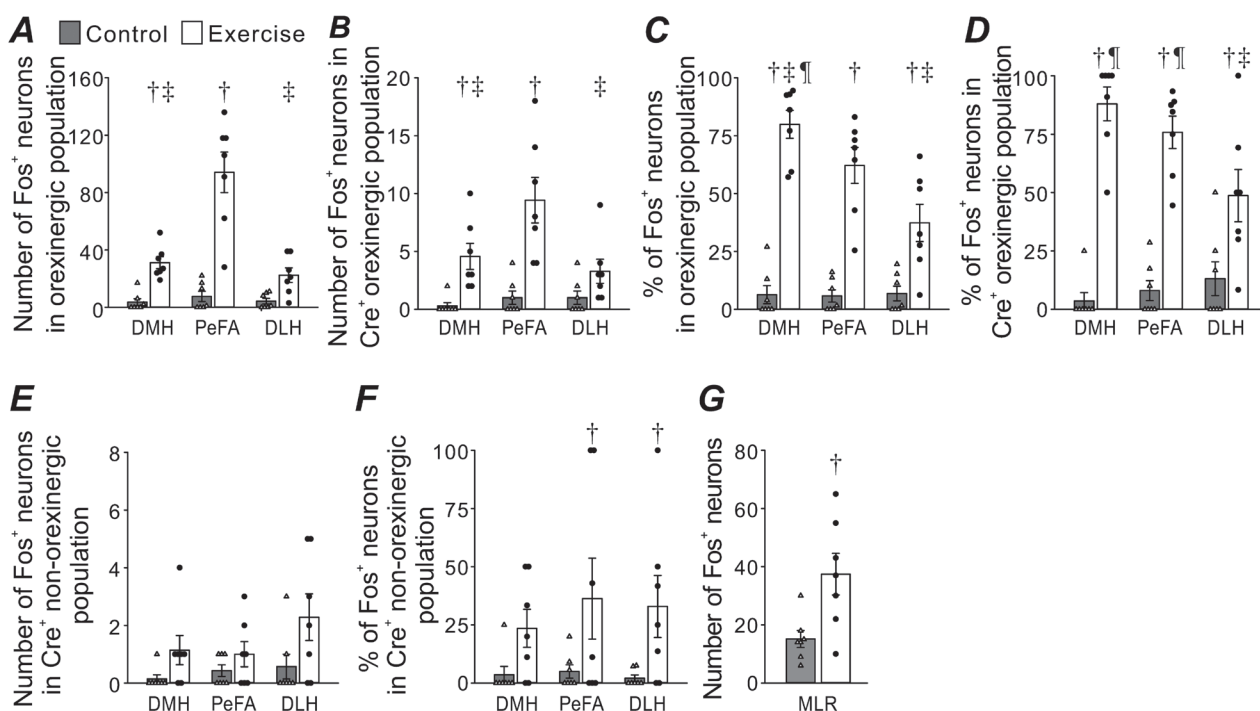 A Control Exercise
Number of Fos⁺ neurons
in orexinergic population
160
120
80
40
0
†‡ † ‡
DMH PeFA DLH
B
Number of Fos⁺ neurons in
Cre⁺ orexinergic population
20
15
10
5
0
†‡ † ‡
DMH PeFA DLH
C
% of Fos⁺ neurons
in orexinergic population
100
75
50
25
0
†‡¶ † †‡
DMH PeFA DLH
D
% of Fos⁺ neurons in
Cre⁺ orexinergic population
100
75
50
25
0
†¶ †¶ †‡
DMH PeFA DLH
E
Number of Fos⁺ neurons
in Cre⁺ non-orexinergic
population
8
6
4
2
0
DMH PeFA DLH
F
% of Fos⁺ neurons
in Cre⁺ non-orexinergic
population
100
75
50
25
0
† †
DMH PeFA DLH
G
Number of Fos⁺ neurons
80
60
40
20
0
†
MLR